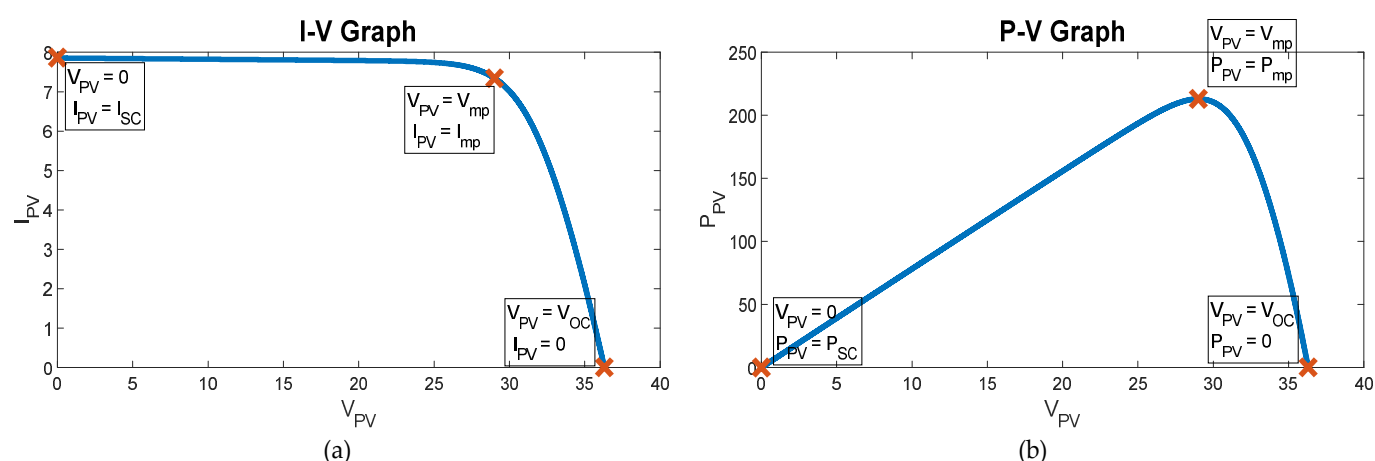 I-V Graph
8
7
6
5
4
3
2
1
0
I_PV
V_PV = 0
I_PV = I_SC
V_PV = V_mp
I_PV = I_mp
V_PV = V_OC
I_PV = 0
0 5 10 15 20 25 30 35 40
V_PV
(a)
P-V Graph
250
200
150
100
50
0
P_PV
V_PV = V_mp
P_PV = P_mp
V_PV = 0
P_PV = P_SC
V_PV = V_OC
P_PV = 0
0 5 10 15 20 25 30 35 40
V_PV
(b)